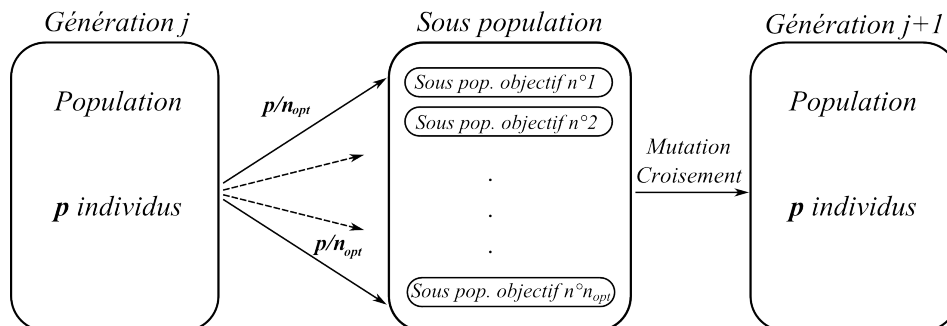 Génération j
Population
p individus
p/nopt
p/nopt
Sous population
Sous pop. objectif n°1
Sous pop. objectif n°2
.
.
.
Sous pop. objectif n°nopt
Mutation
Croisement
Génération j+1
Population
p individus